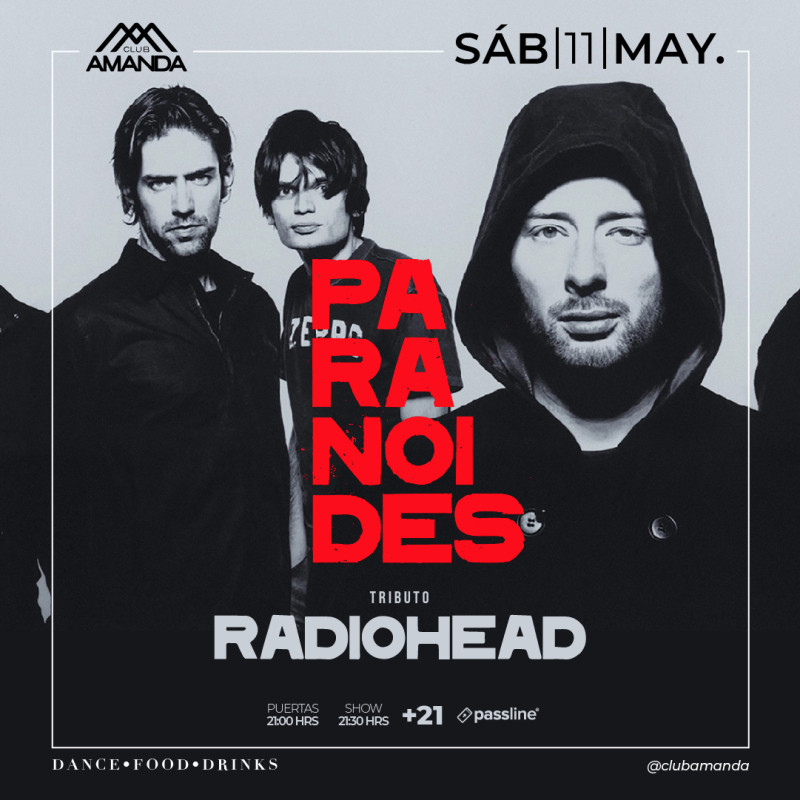 CLUB
AMANDA
SÁB|11|MAY.
ZERRO
PA
RA
NOI
DES
TRIBUTO
RADIOHEAD
PUERTAS
21:00 HRS
SHOW
21:30 HRS
+21
passline®
DANCE•FOOD•DRINKS
@clubamanda